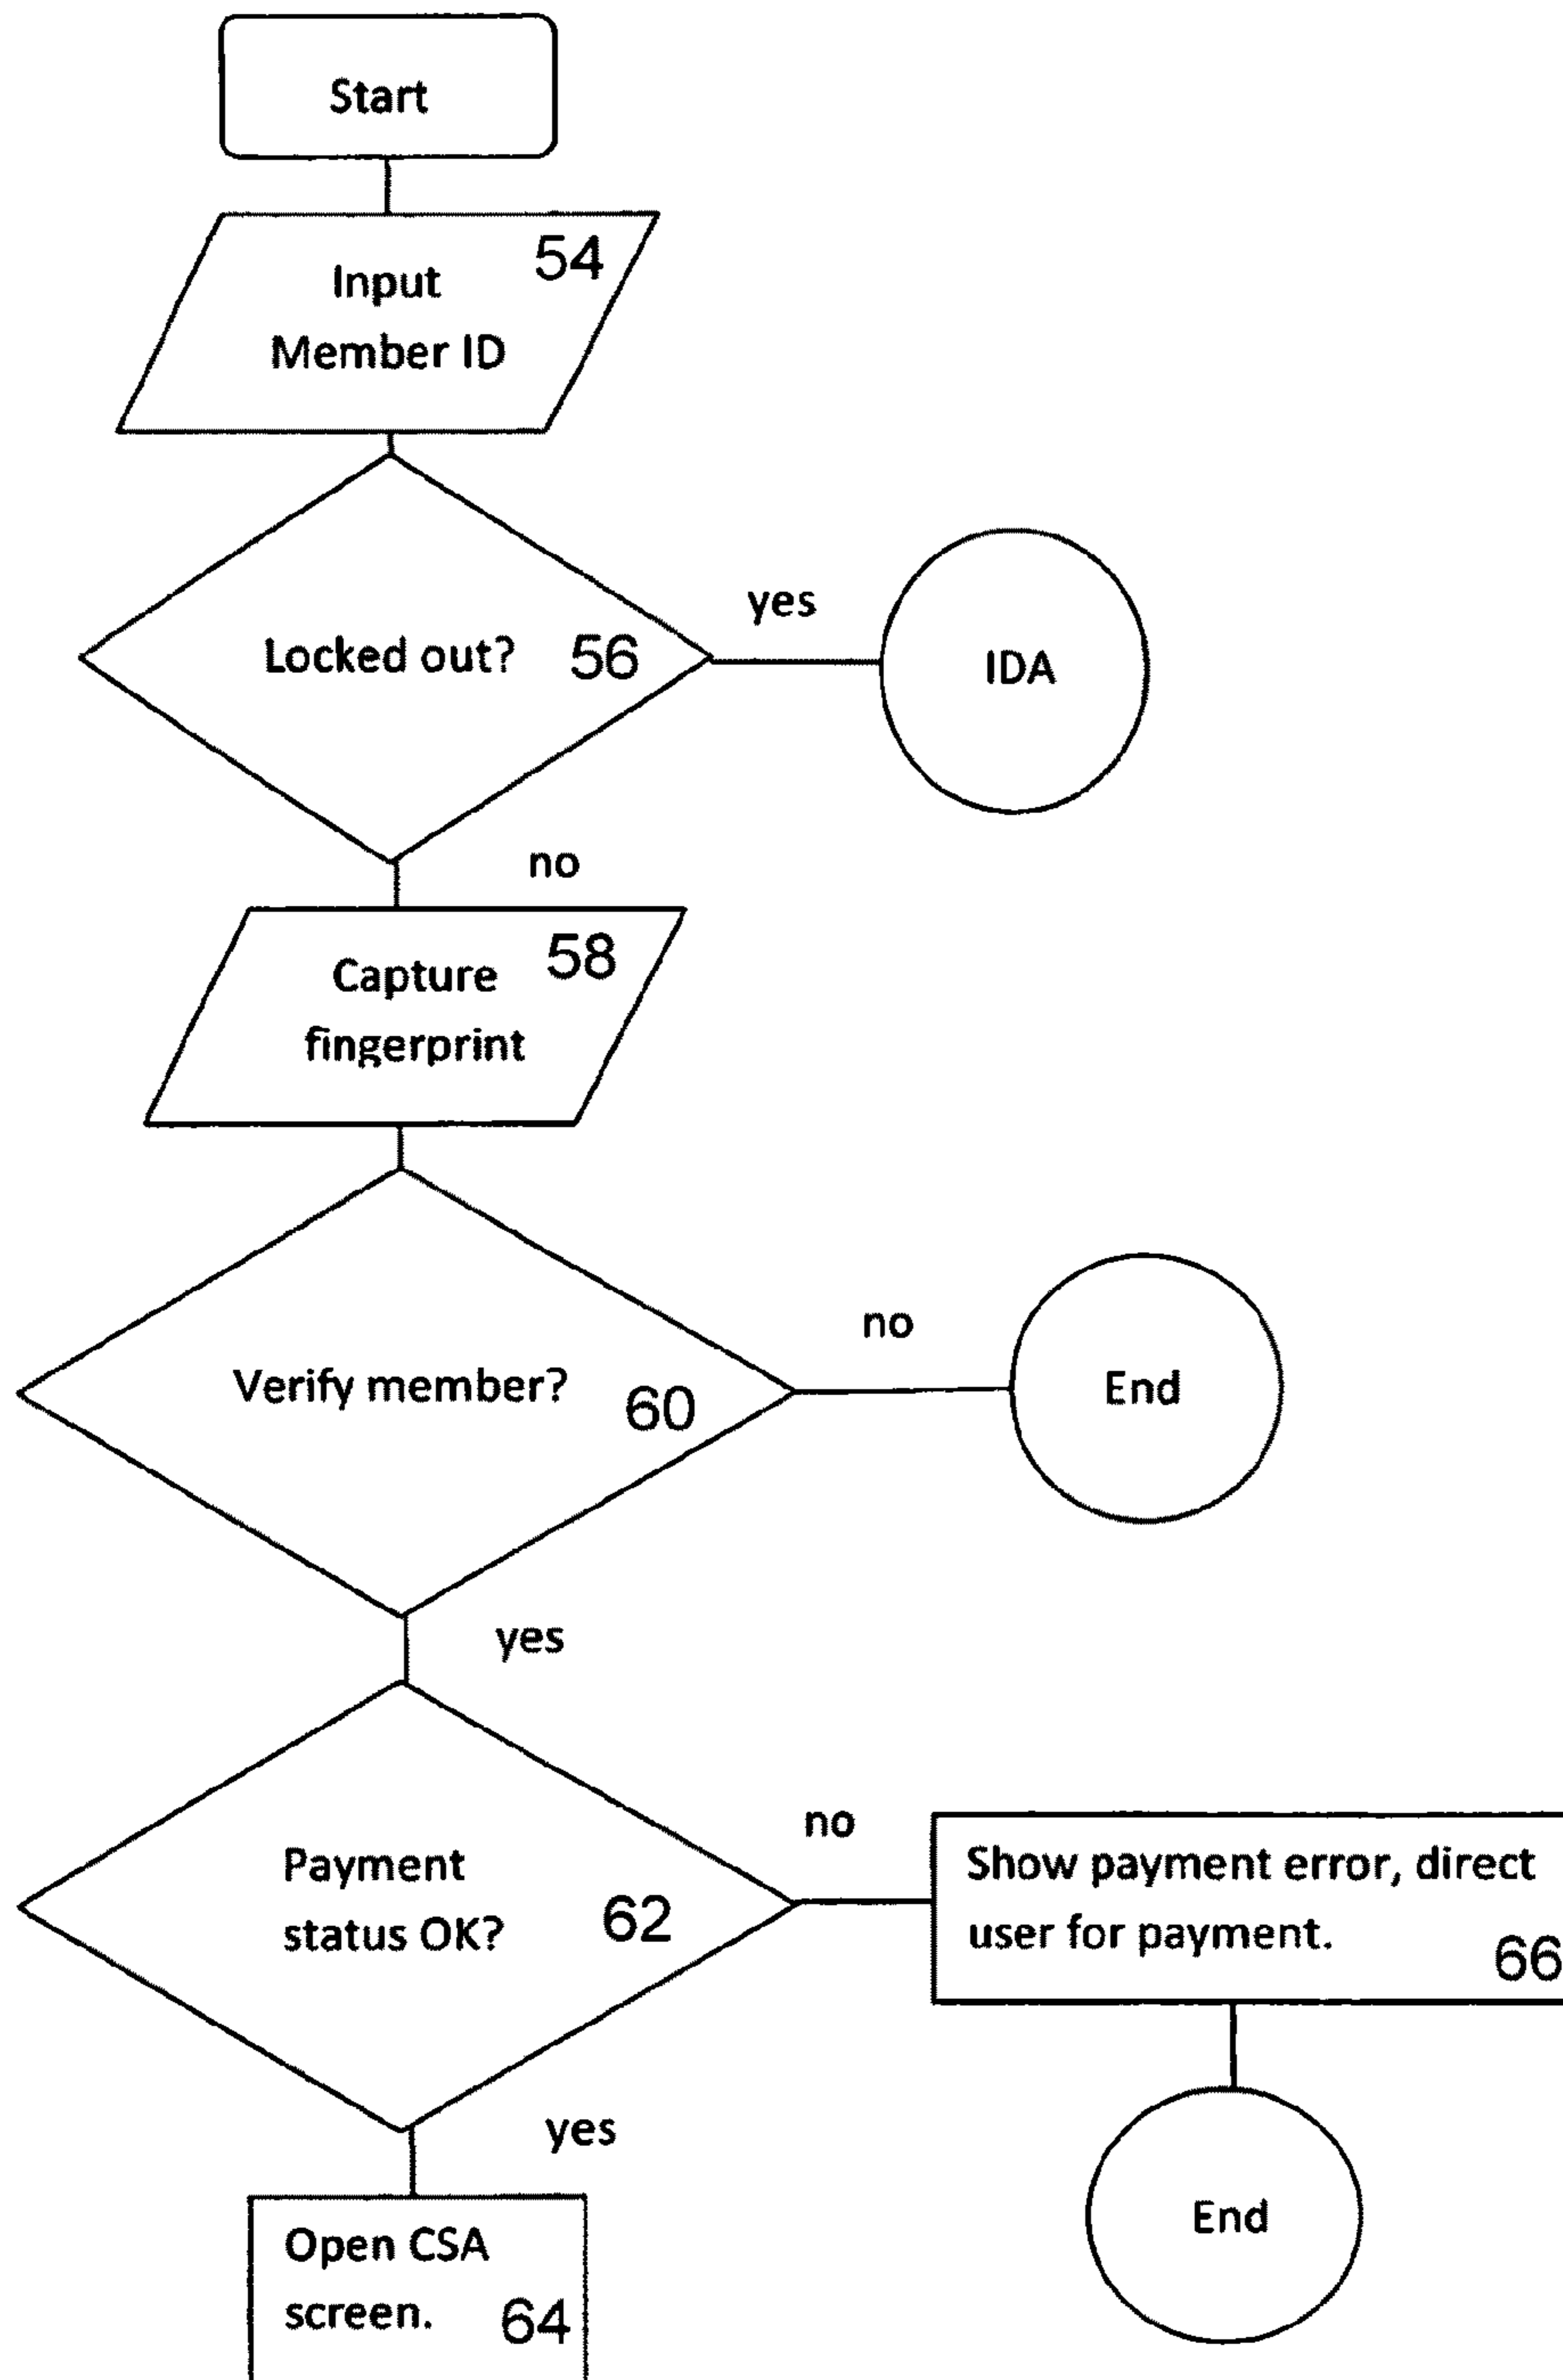 Start
54
Input
Member ID
yes
Locked out? 56
IDA
no
58
Capture
fingerprint
no
Verify member? 60
End
yes
no
Payment
status OK? 62
Show payment error, direct
user for payment.
66
yes
End
Open CSA
screen. 64